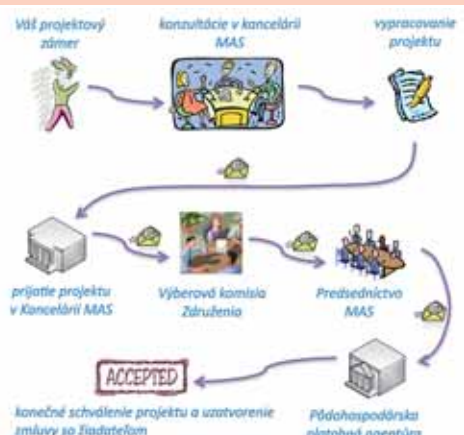 Váš projektový
zámer
konzultácie v kancelárii
MAS
vypracovanie
projektu
prijatie projektu
v Kancelárii MAS
Výberová komisia
Združenia
Predsedníctvo
MAS
ACCEPTED
konečné schválenie projektu a uzatvorenie
zmluvy so žiadateľom
Pôdohospodárska
platobná agentúra